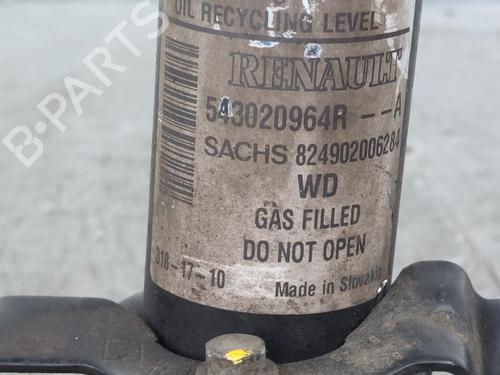 OIL RECYCLING LEVEL
RENAULT
543020964R --A
SACHS 824902006284
WD
GAS FILLED
DO NOT OPEN
318-17-10
Made in Slovakia
B-PARTS